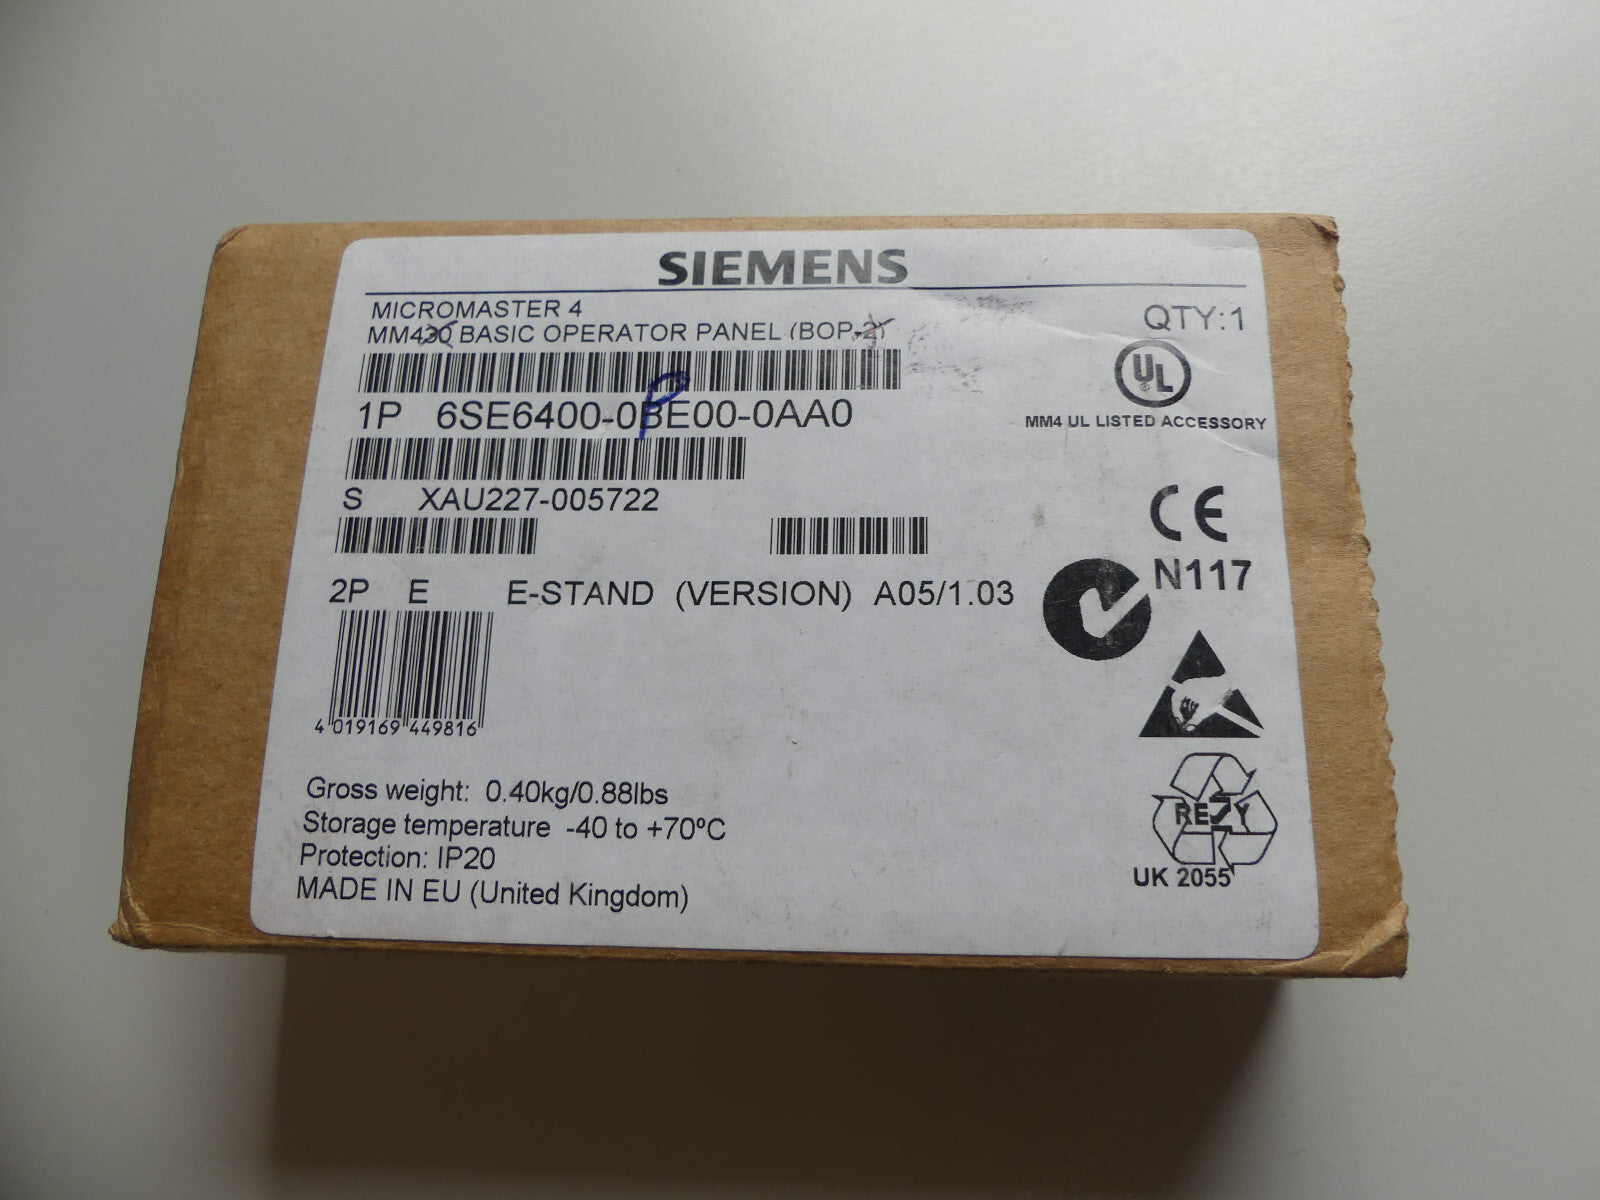 SIEMENS
MICROMASTER 4
MM430 BASIC OPERATOR PANEL (BOP-2)
QTY:1
UL
1P 6SE6400-0BE00-0AA0
P
MM4 UL LISTED ACCESSORY
S XAU227-005722
CE
N117
2P E E-STAND (VERSION) A05/1.03
4 019169 449816
Gross weight: 0.40kg/0.88lbs
Storage temperature -40 to +70ºC
Protection: IP20
MADE IN EU (United Kingdom)
RESY
UK 2055